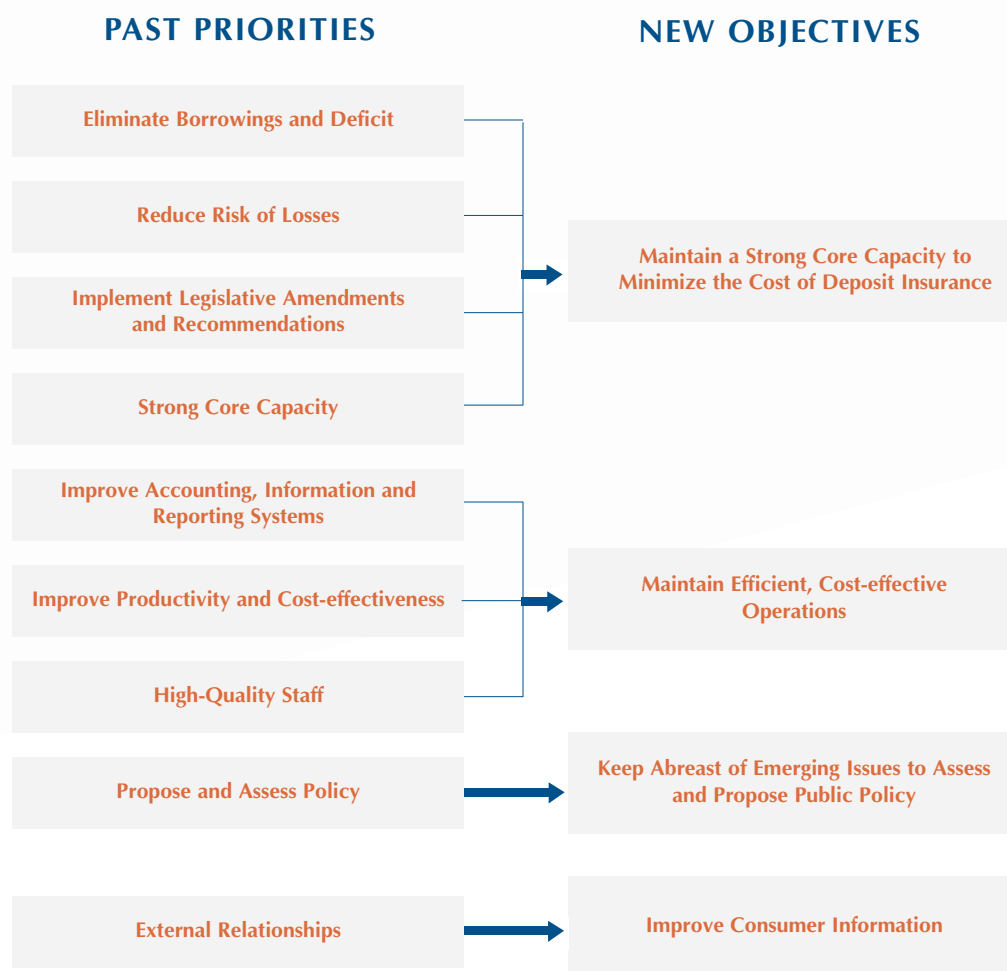 PAST PRIORITIES
NEW OBJECTIVES
Eliminate Borrowings and Deficit
Reduce Risk of Losses
Implement Legislative Amendments
and Recommendations
Strong Core Capacity
Maintain a Strong Core Capacity to
Minimize the Cost of Deposit Insurance
Improve Accounting, Information and
Reporting Systems
Improve Productivity and Cost-effectiveness
High-Quality Staff
Maintain Efficient, Cost-effective
Operations
Propose and Assess Policy
Keep Abreast of Emerging Issues to Assess
and Propose Public Policy
External Relationships
Improve Consumer Information